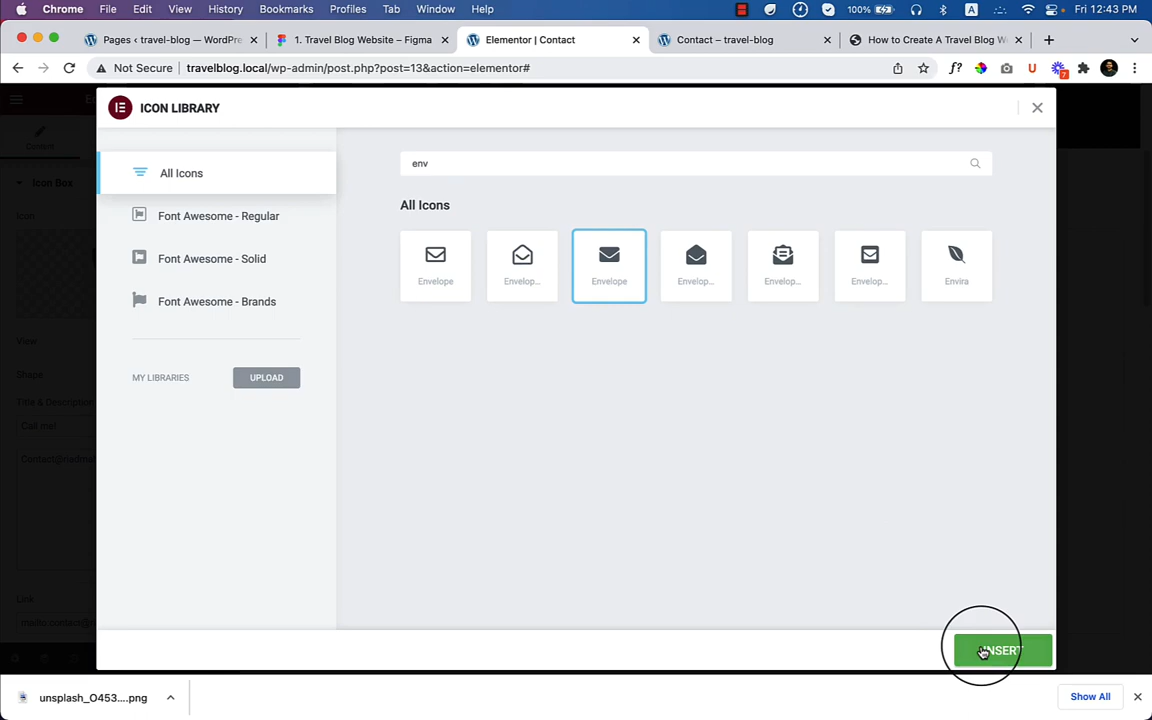 Chrome File Edit View History Bookmarks Profiles Tab Window Help 100% A Fri 12:43 PM
Pages ‹ travel-blog — WordPre
1. Travel Blog Website – Figma
Elementor | Contact
Contact – travel-blog
How to Create A Travel Blog W
Not Secure travelblog.local/wp-admin/post.php?post=13&action=elementor#
f?
U
7
ICON LIBRARY
Content
All Icons
Font Awesome - Regular
Font Awesome - Solid
Font Awesome - Brands
MY LIBRARIES
UPLOAD
env
All Icons
Envelope
Envelop...
Envelope
Envelop...
Envelop...
Envelop...
Envira
Icon Box
Icon
View
Shape
Title & Description
Call me!
Link
INSERT
unsplash_O453....png
Show All